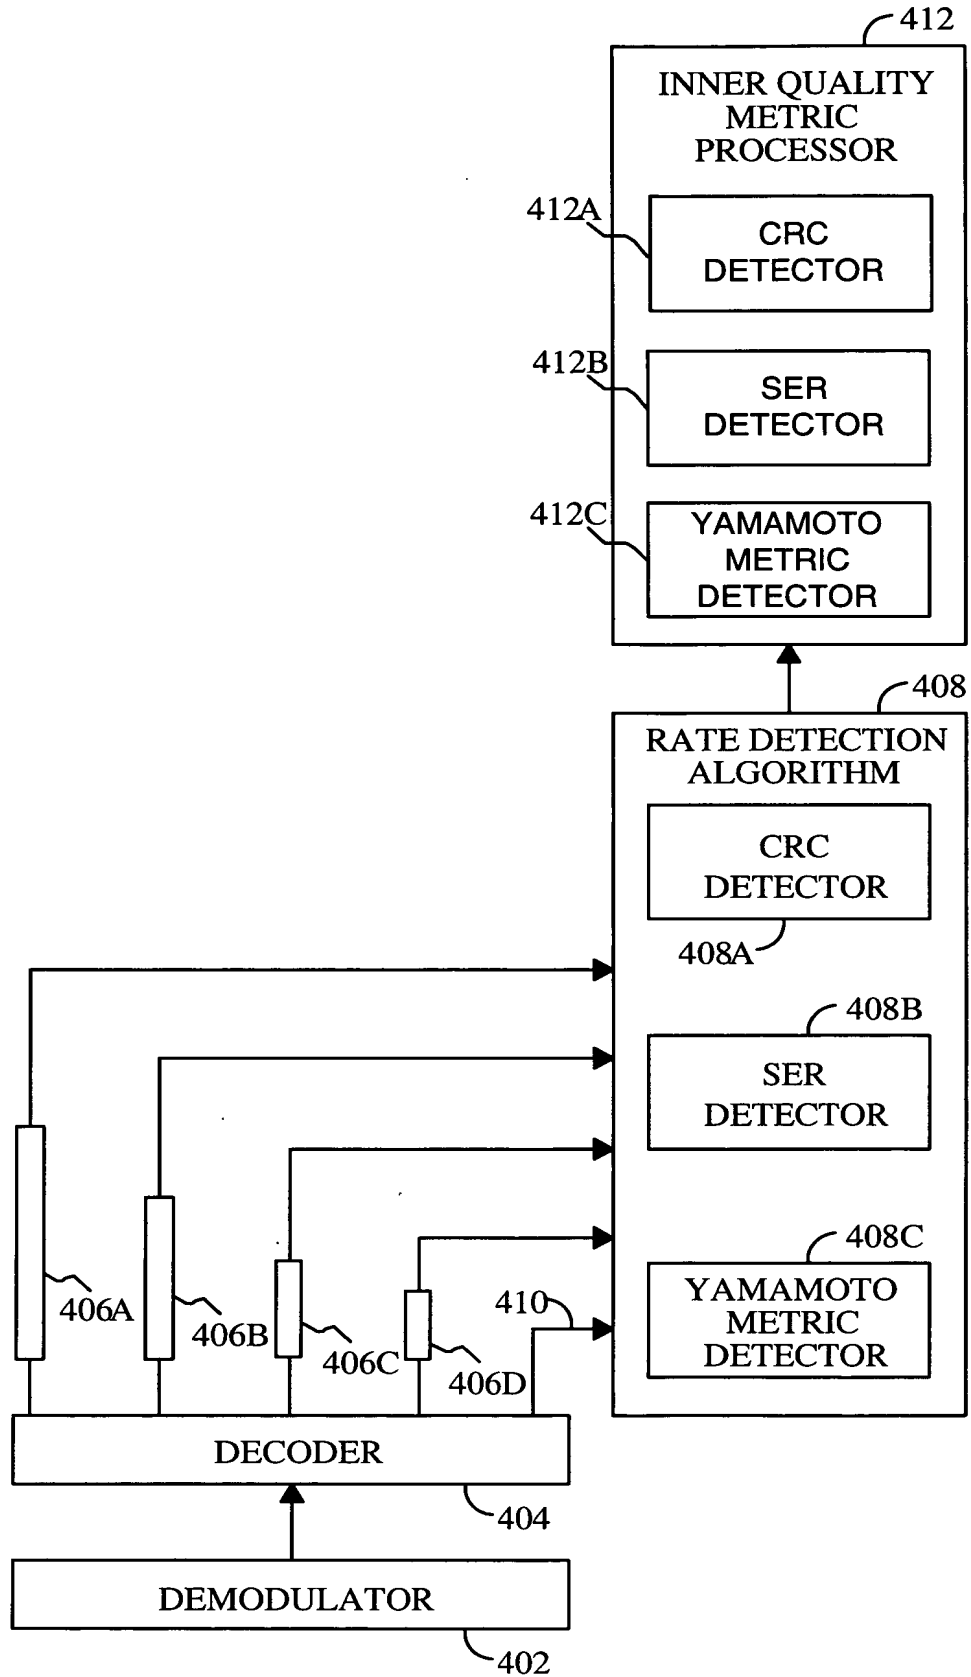 412
INNER QUALITY
METRIC
PROCESSOR
412A
CRC
DETECTOR
412B
SER
DETECTOR
412C
YAMAMOTO
METRIC
DETECTOR
408
RATE DETECTION
ALGORITHM
CRC
DETECTOR
408A
408B
SER
DETECTOR
408C
YAMAMOTO
METRIC
DETECTOR
406A
406B
406C
406D
410
DECODER
404
DEMODULATOR
402